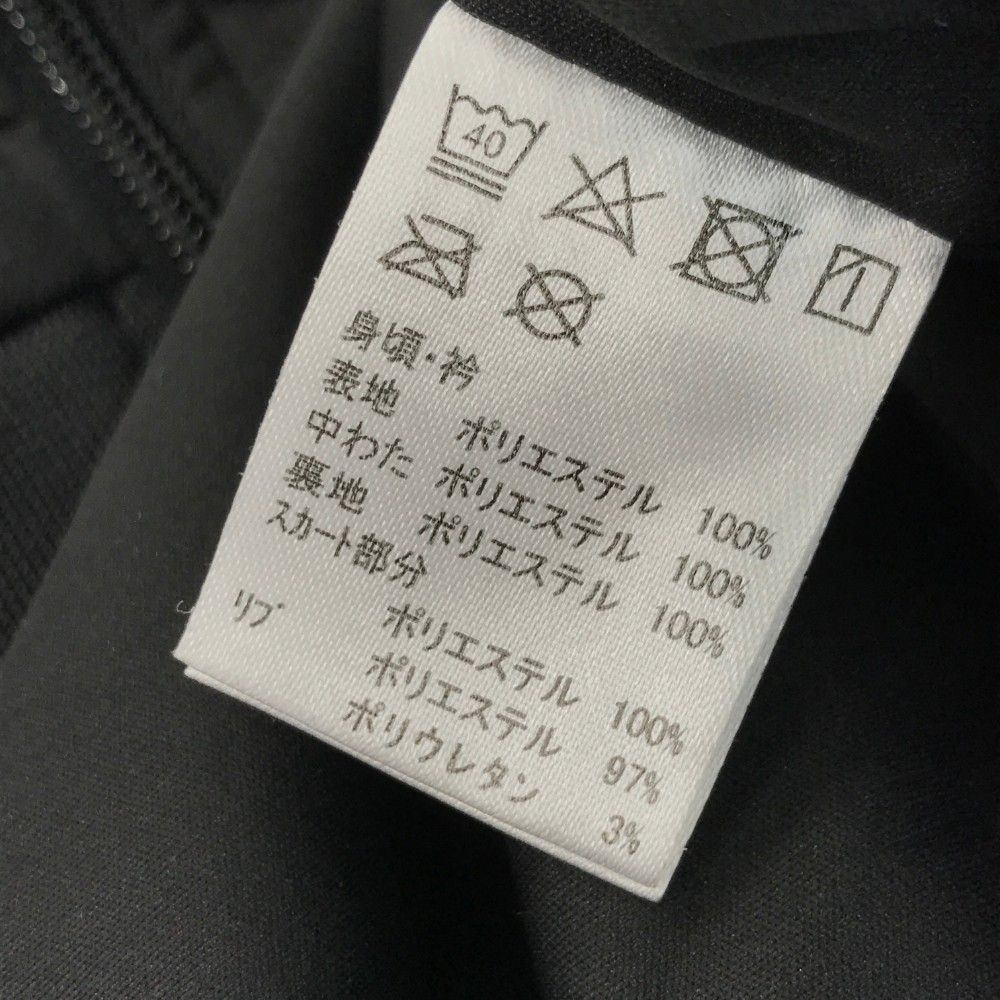 40
身頃・衿
表地 ポリエステル 100%
中わた ポリエステル 100%
裏地 ポリエステル 100%
スカート部分
ポリエステル 100%
リブ ポリエステル 97%
ポリウレタン 3%